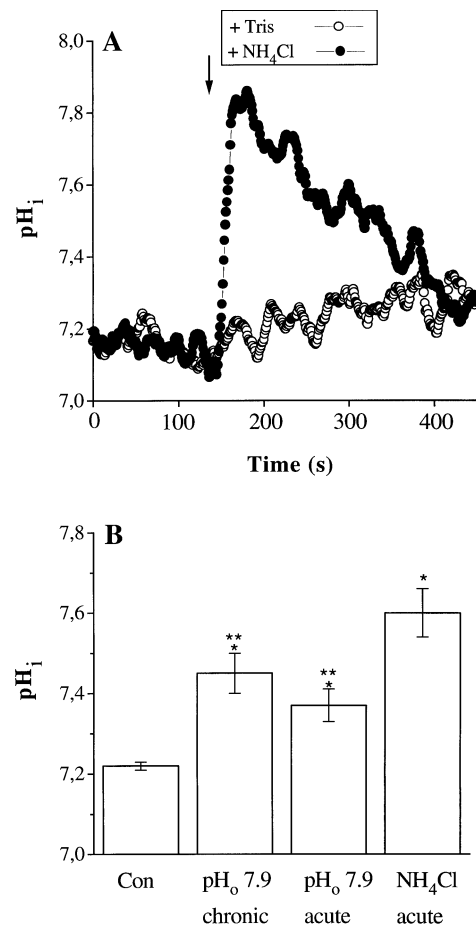 + Tris
+ NH₄Cl
A
8,0
7,8
7,6
7,4
7,2
7,0
pHᵢ
0
100
200
300
400
Time (s)
B
7,8
7,6
7,4
7,2
7,0
pHᵢ
**
*
**
*
*
Con
pHₒ 7.9
chronic
pHₒ 7.9
acute
NH₄Cl
acute